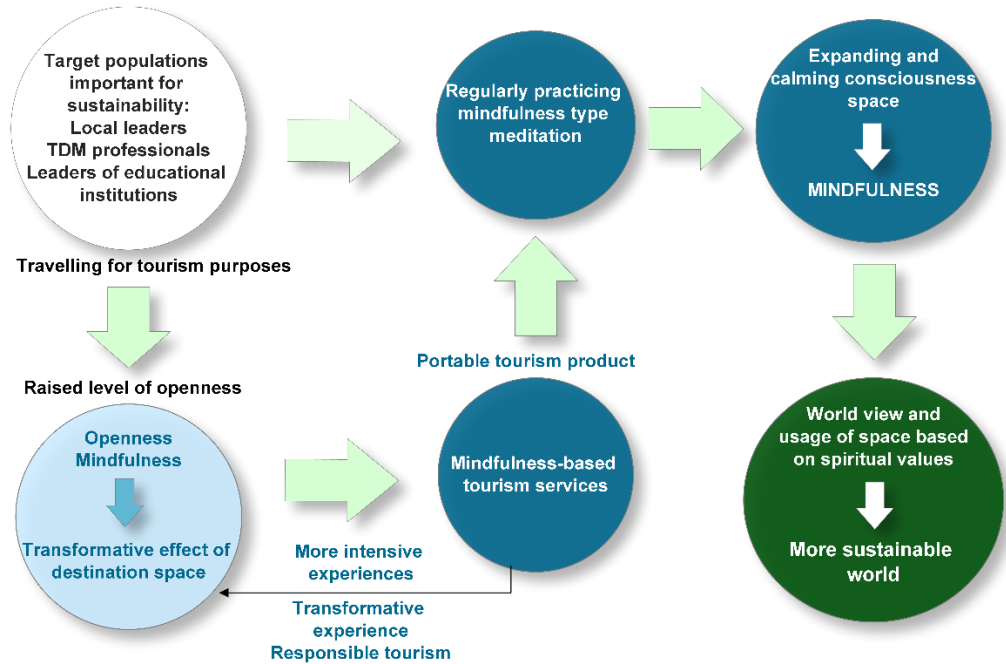 Target populations
important for
sustainability:
Local leaders
TDM professionals
Leaders of educational
institutions
Regularly practicing
mindfulness type
meditation
Expanding and
calming consciousness
space
MINDFULNESS
Travelling for tourism purposes
Portable tourism product
Raised level of openness
Openness
Mindfulness
Transformative effect of
destination space
Mindfulness-based
tourism services
World view and
usage of space based
on spiritual values
More sustainable
world
More intensive
experiences
Transformative
experience
Responsible tourism